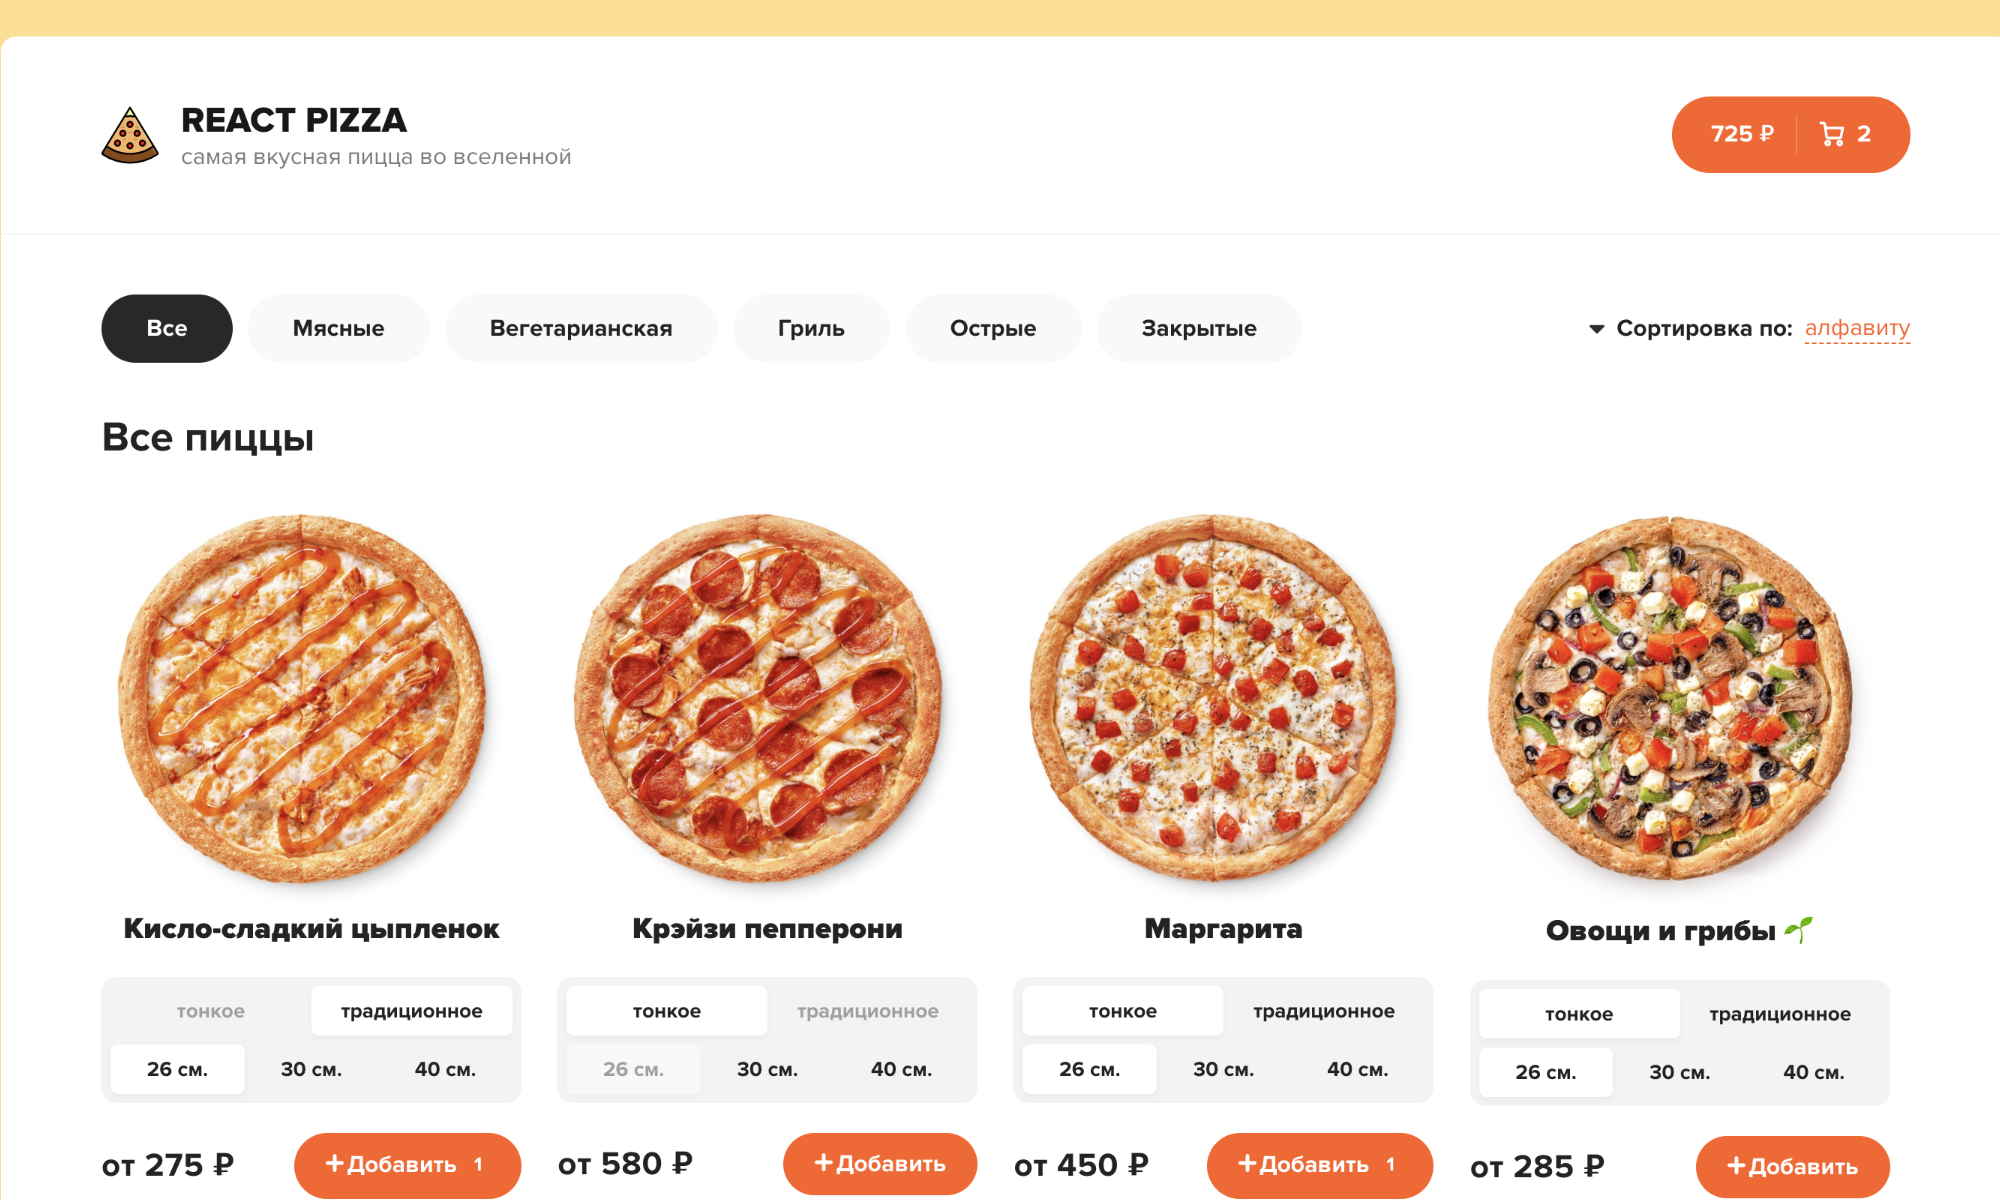 REACT PIZZA
самая вкусная пицца во вселенной
725 ₽ 2
Все Мясные Вегетарианская Гриль Острые Закрытые Сортировка по: алфавиту
Все пиццы
Кисло-сладкий цыпленок
тонкое традиционное
26 см. 30 см. 40 см.
от 275 ₽ +Добавить 1
Крэйзи пепперони
тонкое традиционное
26 см. 30 см. 40 см.
от 580 ₽ +Добавить
Маргарита
тонкое традиционное
26 см. 30 см. 40 см.
от 450 ₽ +Добавить 1
Овощи и грибы 🌱
тонкое традиционное
26 см. 30 см. 40 см.
от 285 ₽ +Добавить